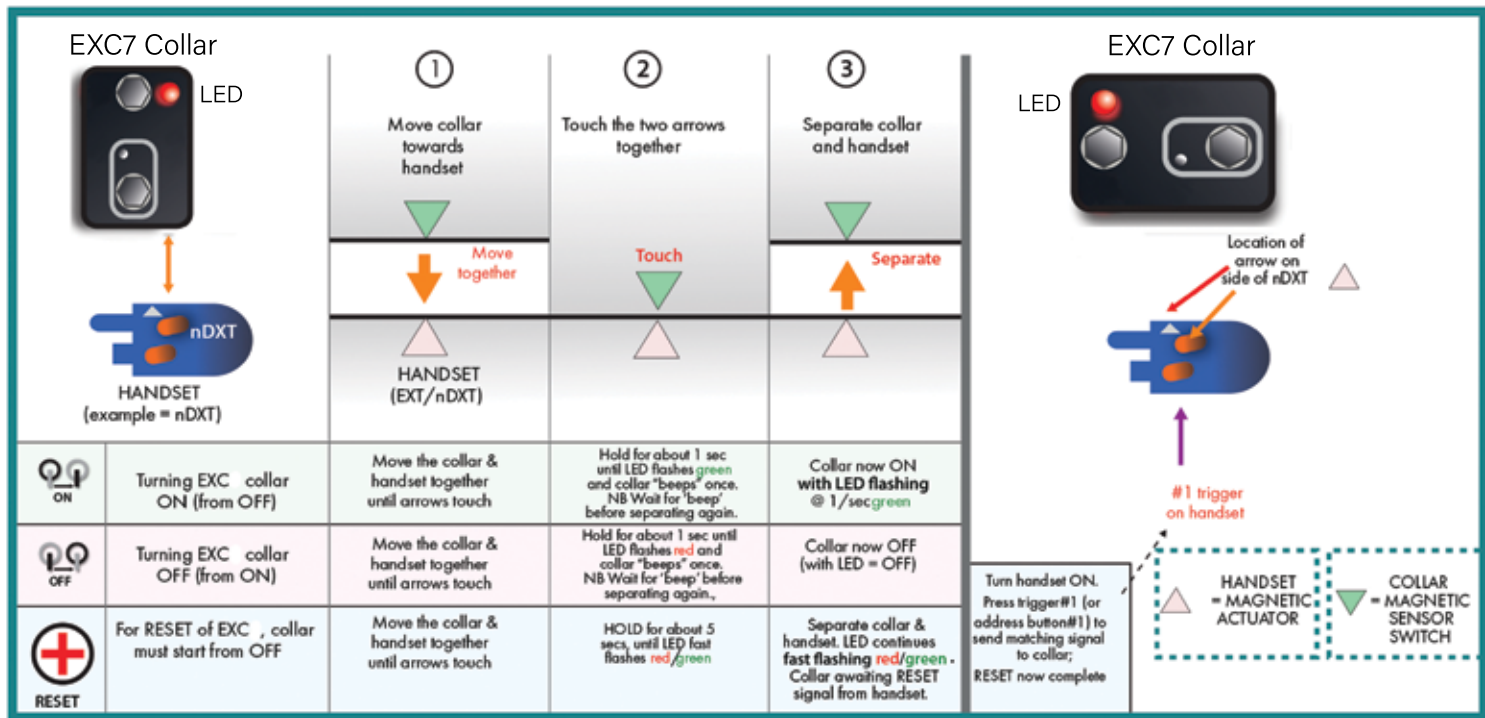 EXC7 Collar
LED
nDXT
HANDSET
(example = nDXT)
1
Move collar
towards
handset
Move
together
HANDSET
(EXT/nDXT)
2
Touch the two arrows
together
Touch
3
Separate collar
and handset
Separate
EXC7 Collar
LED
Location of
arrow on
side of nDXT
#1 trigger
on handset
ON
Turning EXC collar
ON (from OFF)
Move the collar &
handset together
until arrows touch
Hold for about 1 sec
until LED flashes green
and collar "beeps" once.
NB Wait for 'beep'
before separating again.
Collar now ON
with LED flashing
@ 1/sec green
OFF
Turning EXC collar
OFF (from ON)
Move the collar &
handset together
until arrows touch
Hold for about 1 sec until
LED flashes red and
collar "beeps" once.
NB Wait for 'beep' before
separating again.,
Collar now OFF
(with LED = OFF)
RESET
For RESET of EXC , collar
must start from OFF
Move the collar &
handset together
until arrows touch
HOLD for about 5
secs, until LED fast
flashes red/green
Separate collar &
handset. LED continues
fast flashing red/green .
Collar awaiting RESET
signal from handset.
Turn handset ON.
Press trigger#1 (or
address button#1) to
send matching signal
to collar;
RESET now complete
HANDSET
= MAGNETIC
ACTUATOR
COLLAR
= MAGNETIC
SENSOR
SWITCH